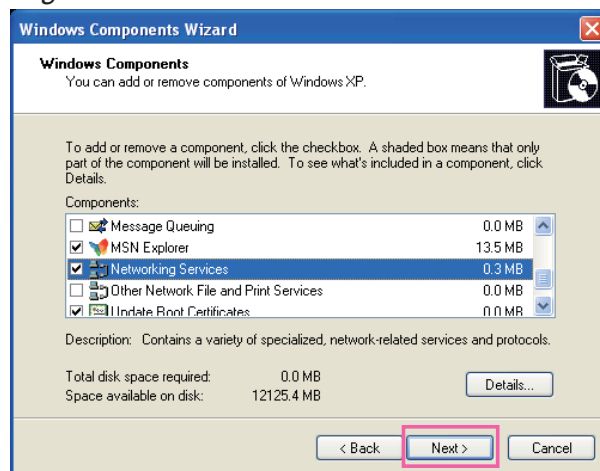 Windows Components Wizard
Windows Components
You can add or remove components of Windows XP.
To add or remove a component, click the checkbox. A shaded box means that only
part of the component will be installed. To see what's included in a component, click
Details.
Components:
Message Queuing 0.0 MB
MSN Explorer 13.5 MB
Networking Services 0.3 MB
Other Network File and Print Services 0.0 MB
Update Root Certificates 0.0 MB
Description: Contains a variety of specialized, network-related services and protocols.
Total disk space required: 0.0 MB
Space available on disk: 12125.4 MB
Details...
< Back Next > Cancel